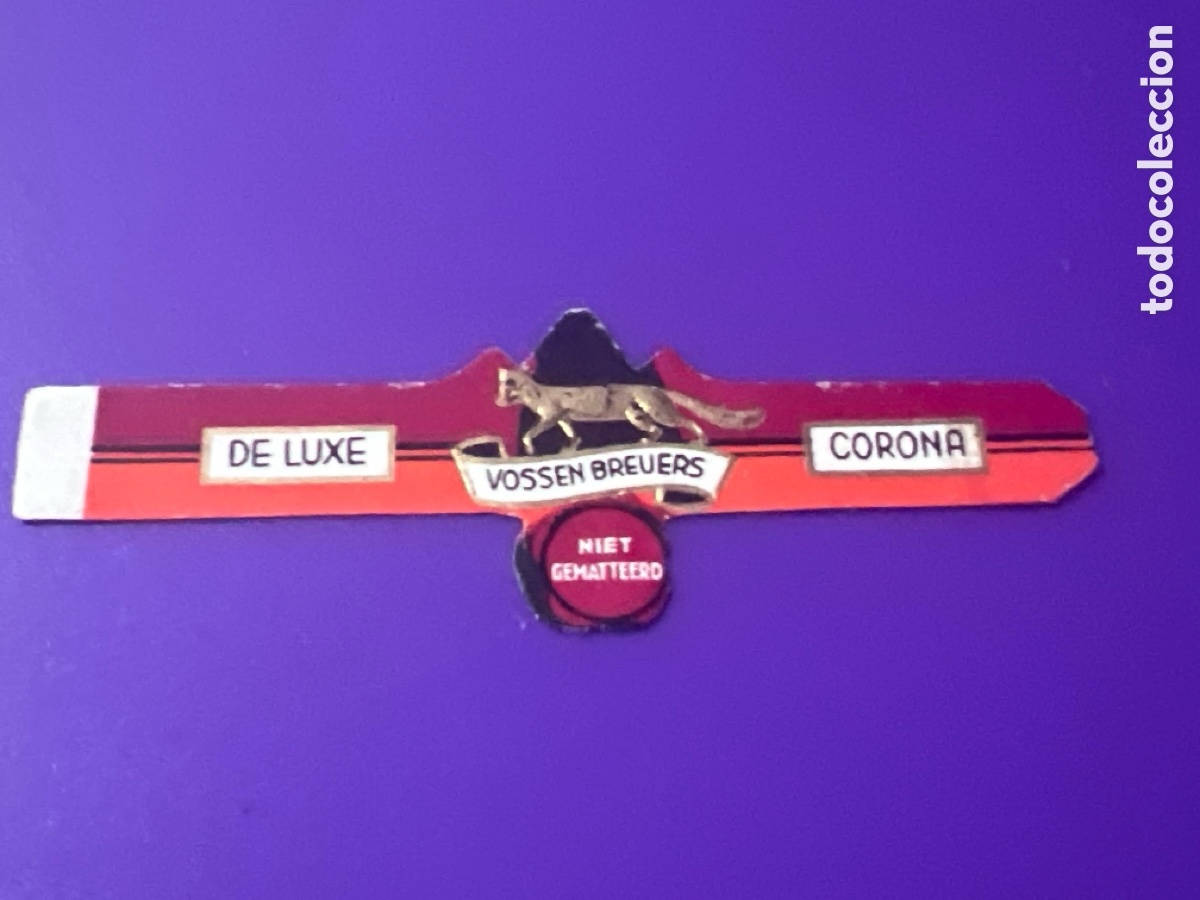 DE LUXE
VOSSEN BREUERS
CORONA
NIET
GEMATTEERD
todocoleccion